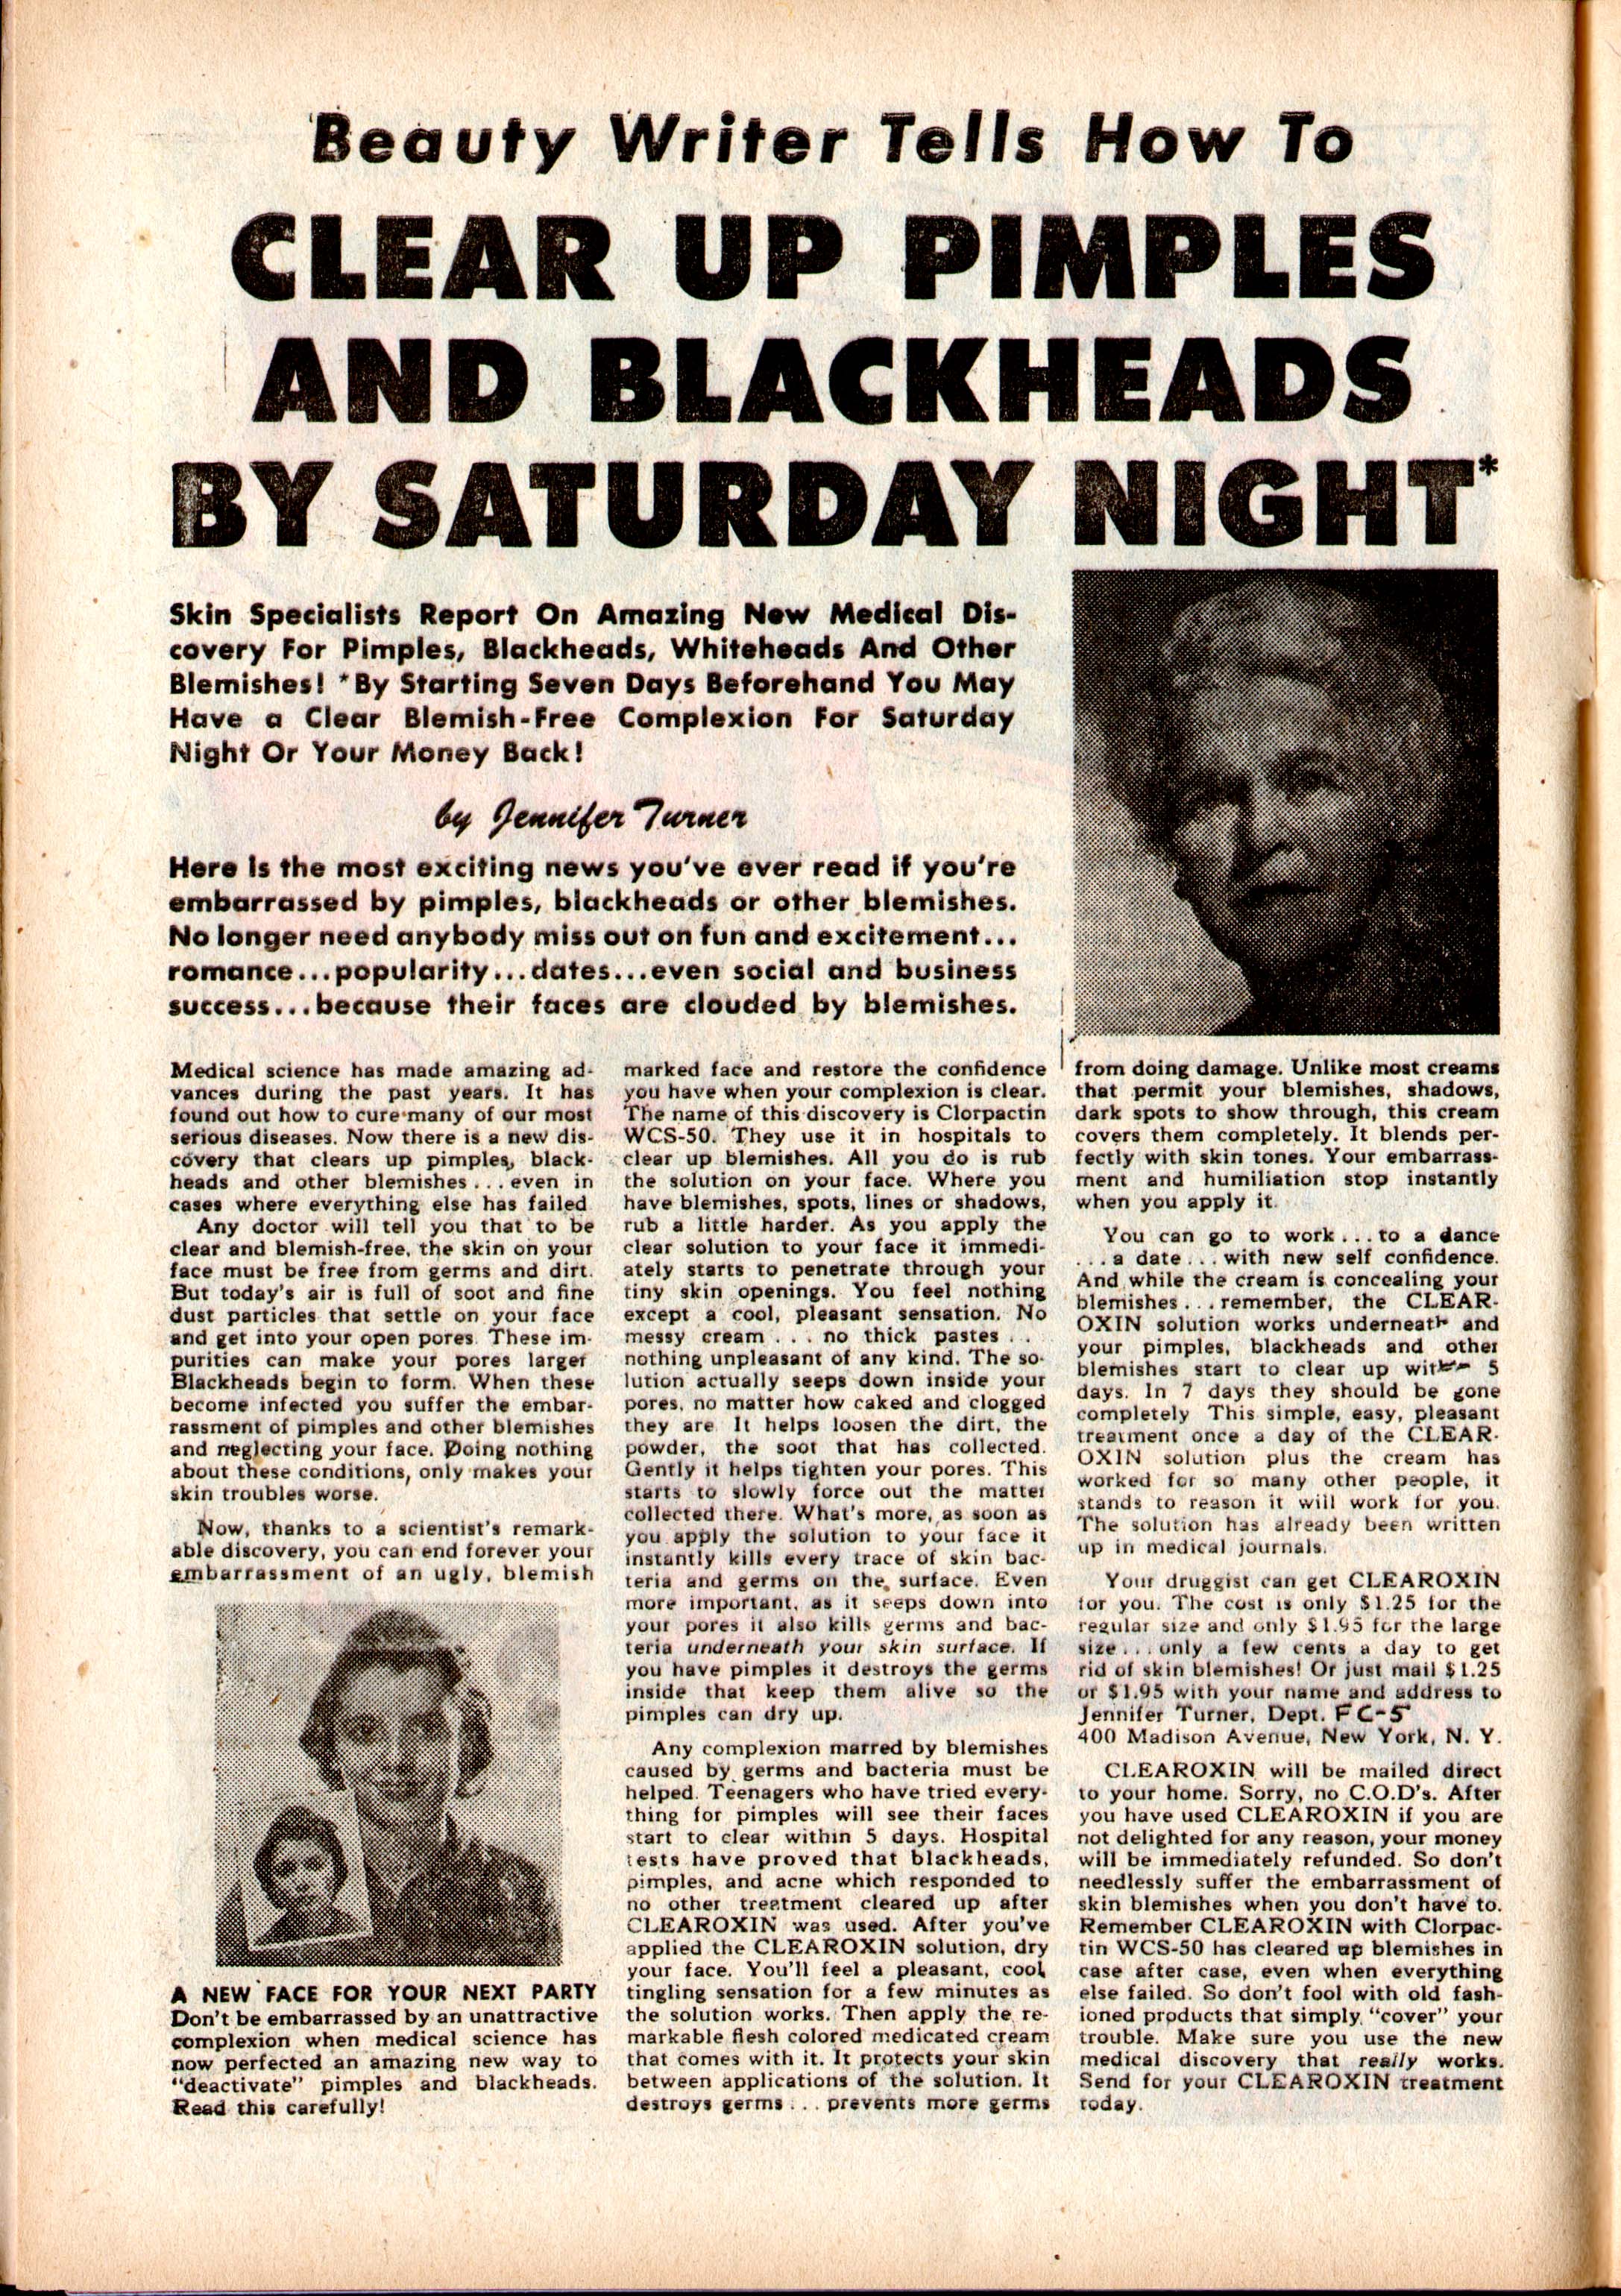 Beauty Writer Tells How To
CLEAR UP PIMPLES
AND BLACKHEADS
BY SATURDAY NIGHT*
Skin Specialists Report On Amazing New Medical Dis-
covery For Pimples, Blackheads, Whiteheads And Other
Blemishes! *By Starting Seven Days Beforehand You May
Have a Clear Blemish-Free Complexion For Saturday
Night Or Your Money Back!
by Jennifer Turner
Here Is the most exciting news you've ever read if you're
embarrassed by pimples, blackheads or other blemishes.
No longer need anybody miss out on fun and excitement...
romance...popularity...dates...even social and business
success...because their faces are clouded by blemishes.
Medical science has made amazing ad-
vances during the past years. It has
found out how to cure many of our most
serious diseases. Now there is a new dis-
covery that clears up pimples, black-
heads and other blemishes...even in
cases where everything else has failed
Any doctor will tell you that to be
clear and blemish-free, the skin on your
face must be free from germs and dirt.
But today's air is full of soot and fine
dust particles that settle on your face
and get into your open pores. These im-
purities can make your pores larger
Blackheads begin to form. When these
become infected you suffer the embar-
rassment of pimples and other blemishes
and neglecting your face. Doing nothing
about these conditions, only makes your
skin troubles worse.
Now, thanks to a scientist's remark-
able discovery, you can end forever your
embarrassment of an ugly, blemish
A NEW FACE FOR YOUR NEXT PARTY
Don't be embarrassed by an unattractive
complexion when medical science has
now perfected an amazing new way to
"deactivate" pimples and blackheads.
Read this carefully!
marked face and restore the confidence
you have when your complexion is clear.
The name of this discovery is Clorpactin
WCS-50. They use it in hospitals to
clear up blemishes. All you do is rub
the solution on your face. Where you
have blemishes, spots, lines or shadows,
rub a little harder. As you apply the
clear solution to your face it immedi-
ately starts to penetrate through your
tiny skin openings. You feel nothing
except a cool, pleasant sensation. No
messy cream . . . no thick pastes . .
nothing unpleasant of any kind. The so-
lution actually seeps down inside your
pores, no matter how caked and clogged
they are It helps loosen the dirt, the
powder, the soot that has collected.
Gently it helps tighten your pores. This
starts to slowly force out the matter
collected there. What's more, as soon as
you apply the solution to your face it
instantly kills every trace of skin bac-
teria and germs on the surface. Even
more important, as it seeps down into
your pores it also kills germs and bac-
teria underneath your skin surface. If
you have pimples it destroys the germs
inside that keep them alive so the
pimples can dry up.
Any complexion marred by blemishes
caused by germs and bacteria must be
helped. Teenagers who have tried every-
thing for pimples will see their faces
start to clear within 5 days. Hospital
tests have proved that blackheads,
pimples, and acne which responded to
no other treatment cleared up after
CLEAROXIN was used. After you've
applied the CLEAROXIN solution, dry
your face. You'll feel a pleasant, cool
tingling sensation for a few minutes as
the solution works. Then apply the re-
markable flesh colored medicated cream
that comes with it. It protects your skin
between applications of the solution. It
destroys germs . . . prevents more germs
from doing damage. Unlike most creams
that permit your blemishes, shadows,
dark spots to show through, this cream
covers them completely. It blends per-
fectly with skin tones. Your embarrass-
ment and humiliation stop instantly
when you apply it.
You can go to work...to a dance
...a date...with new self confidence.
And while the cream is concealing your
blemishes...remember, the CLEAR-
OXIN solution works underneath and
your pimples, blackheads and other
blemishes start to clear up 5
days. In 7 days they should be gone
completely This simple, easy, pleasant
treatment once a day of the CLEAR-
OXIN solution plus the cream has
worked for so many other people, it
stands to reason it will work for you.
The solution has already been written
up in medical journals.
Your druggist can get CLEAROXIN
for you. The cost is only $1.25 for the
regular size and only $1.95 for the large
size...only a few cents a day to get
rid of skin blemishes! Or just mail $1.25
or $1.95 with your name and address to
Jennifer Turner, Dept. FC-5
400 Madison Avenue, New York, N. Y.
CLEAROXIN will be mailed direct
to your home. Sorry, no C.O.D's. After
you have used CLEAROXIN if you are
not delighted for any reason, your money
will be immediately refunded. So don't
needlessly suffer the embarrassment of
skin blemishes when you don't have to.
Remember CLEAROXIN with Clorpac-
tin WCS-50 has cleared up blemishes in
case after case, even when everything
else failed. So don't fool with old fash-
ioned products that simply "cover" your
trouble. Make sure you use the new
medical discovery that really works.
Send for your CLEAROXIN treatment
today.